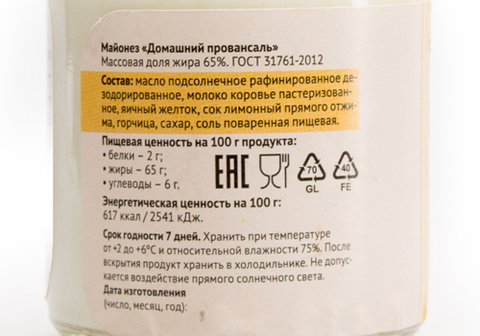 Майонез «Домашний провансаль»
Массовая доля жира 65%. ГОСТ 31761-2012
Состав: масло подсолнечное рафинированное де-
зодорированное, молоко коровье пастеризован-
ное, яичный желток, сок лимонный прямого отжи-
ма, горчица, сахар, соль поваренная пищевая.
Пищевая ценность на 100 г продукта:
• белки – 2 г;
• жиры – 65 г;
• углеводы – 6 г.
EAC
70
GL
40
FE
Энергетическая ценность на 100 г:
617 ккал / 2541 кДж.
Срок годности 7 дней. Хранить при температуре
от +2 до +6°С и относительной влажности 75%. После
вскрытия продукт хранить в холодильнике. Не допус-
кается воздействие прямого солнечного света.
Дата изготовления
(число, месяц, год):